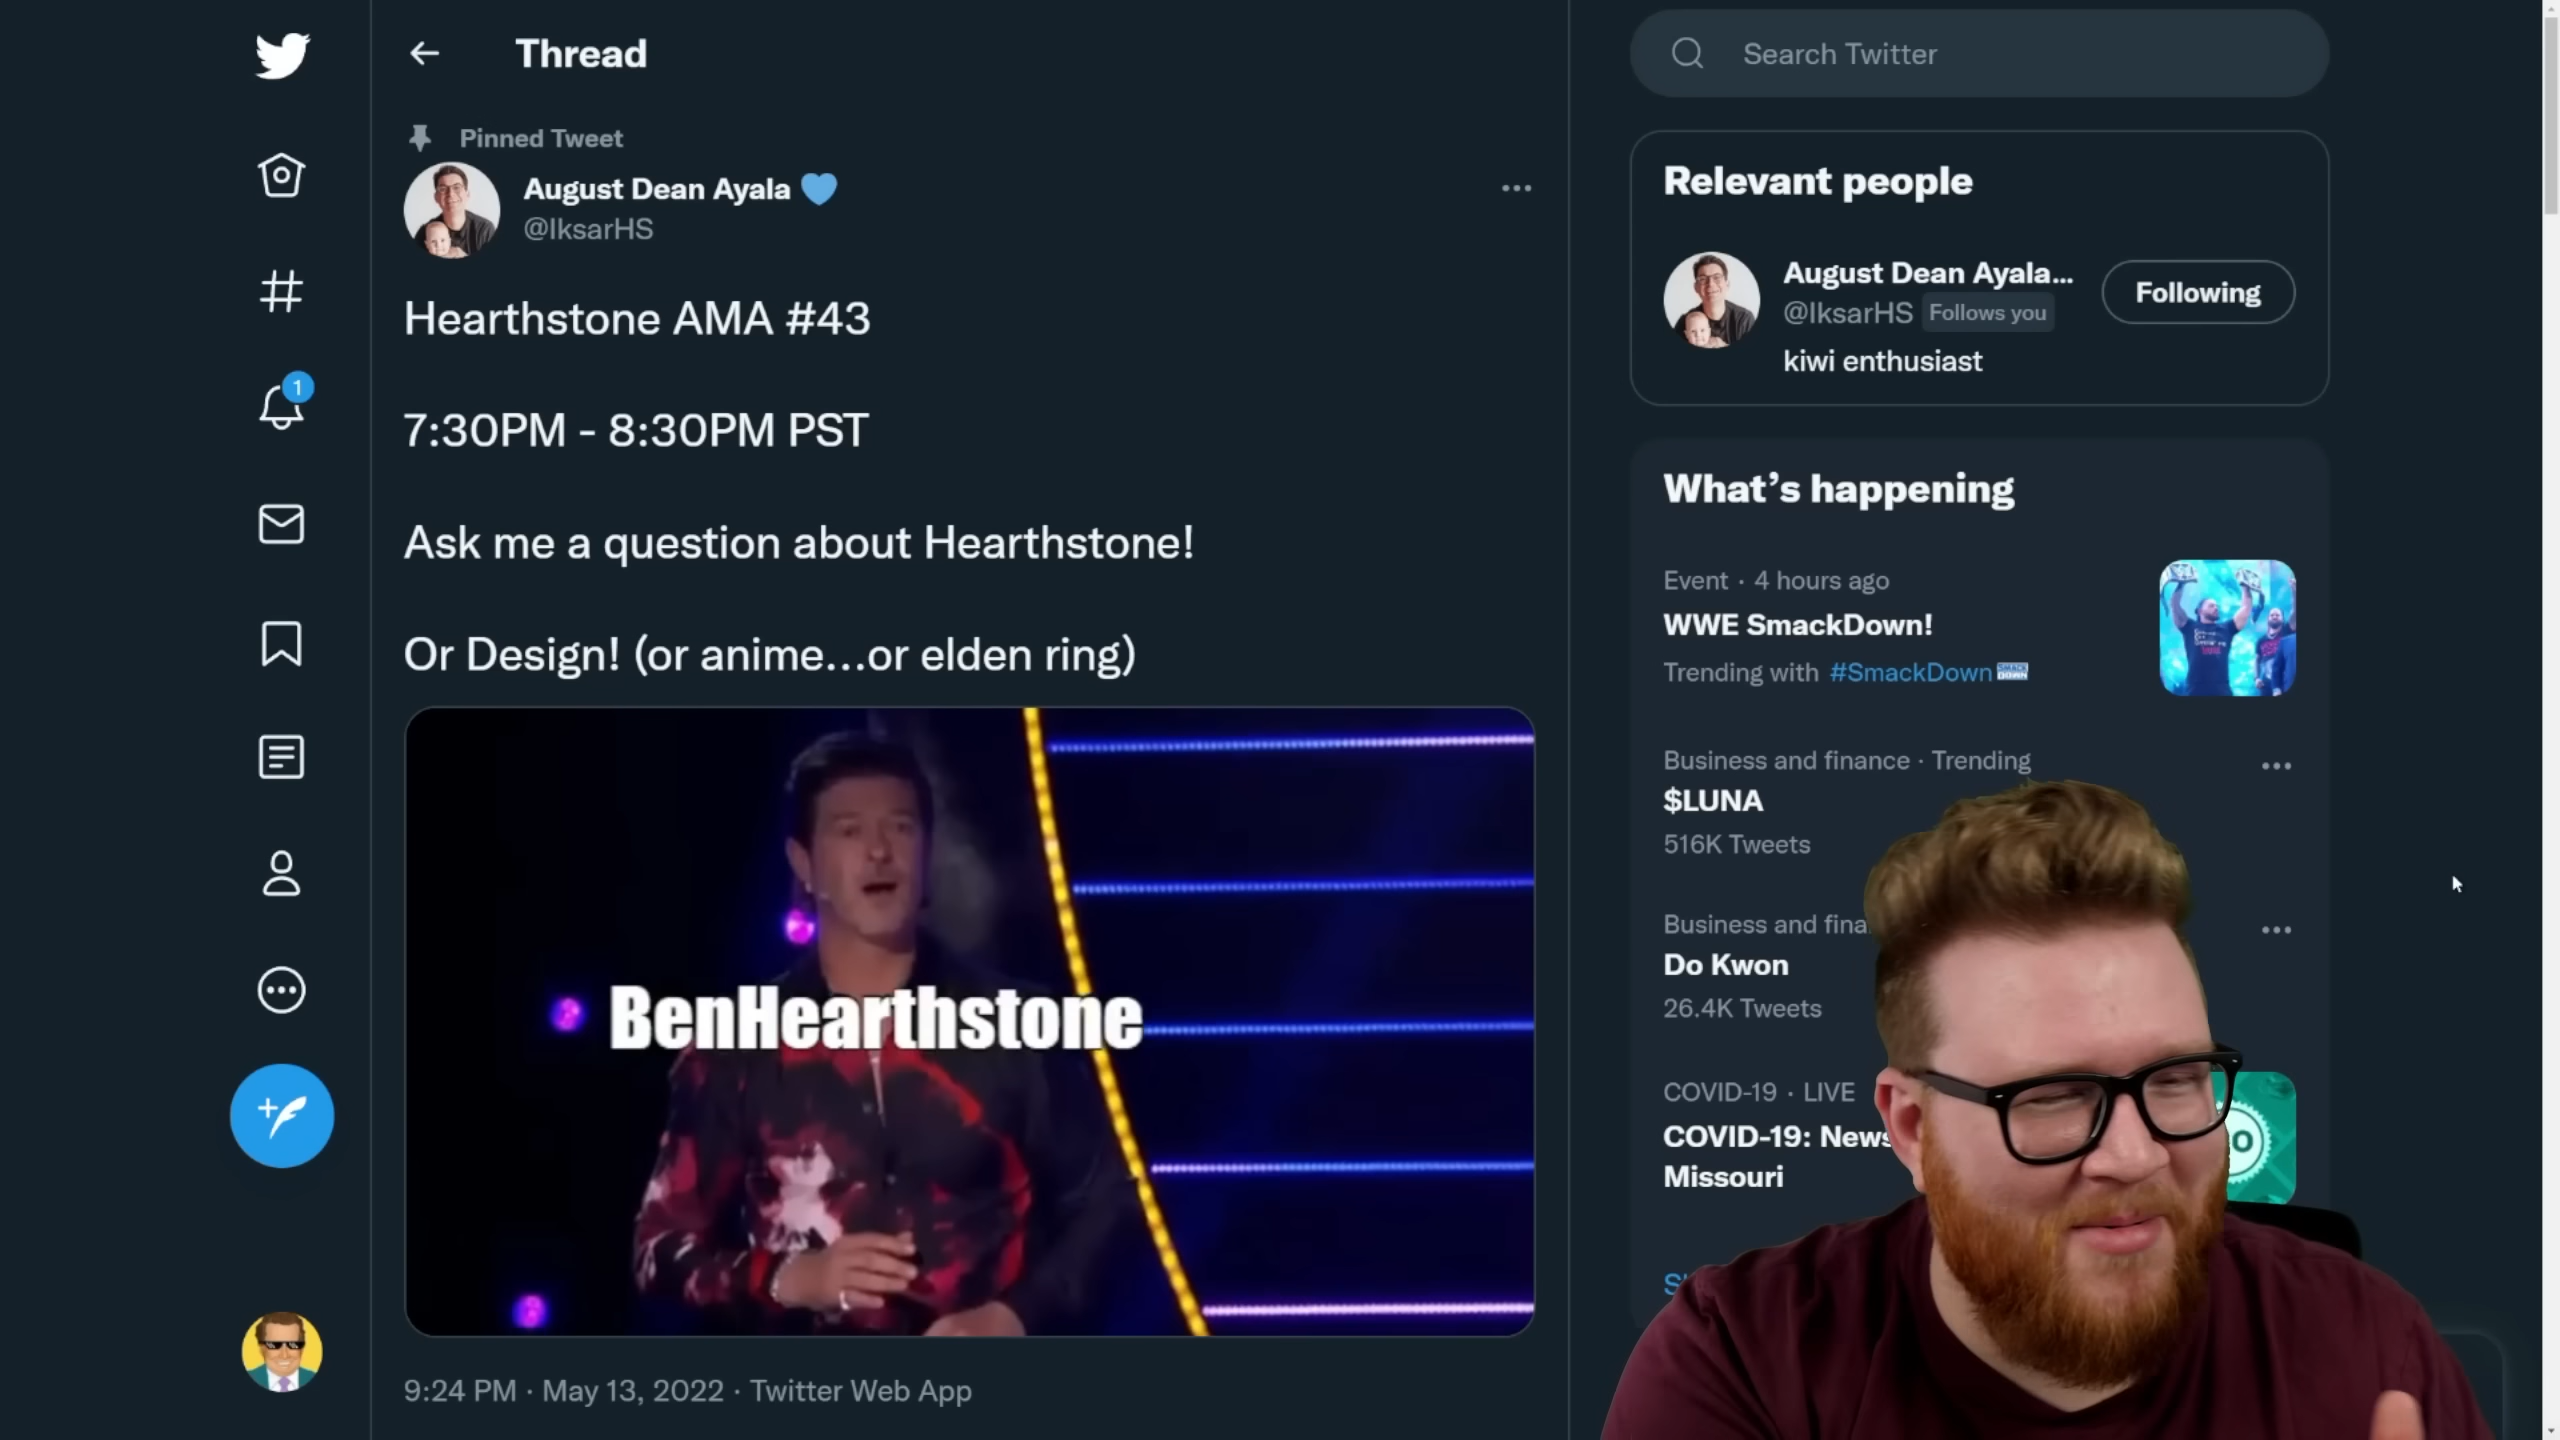 Thread
Pinned Tweet
August Dean Ayala 💙
@IksarHS
Hearthstone AMA #43
7:30PM - 8:30PM PST
Ask me a question about Hearthstone!
Or Design! (or anime...or elden ring)
BenHearthstone
9:24 PM · May 13, 2022 · Twitter Web App
1
Search Twitter
Relevant people
August Dean Ayala...
@IksarHS Follows you
Following
kiwi enthusiast
What's happening
Event · 4 hours ago
WWE SmackDown!
Trending with #SmackDown
Business and finance · Trending
$LUNA
516K Tweets
Business and fina
Do Kwon
26.4K Tweets
COVID-19 · LIVE
COVID-19: News
Missouri